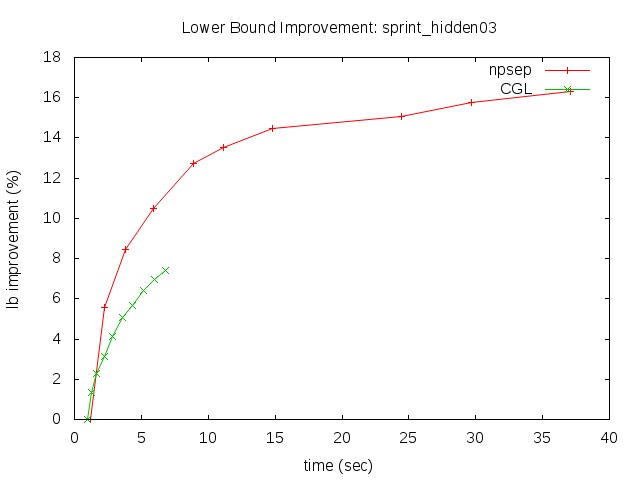 Lower Bound Improvement: sprint_hidden03
lb improvement (%)
18
16
14
12
10
8
6
4
2
0
npsep
CGL
0 5 10 15 20 25 30 35 40
time (sec)